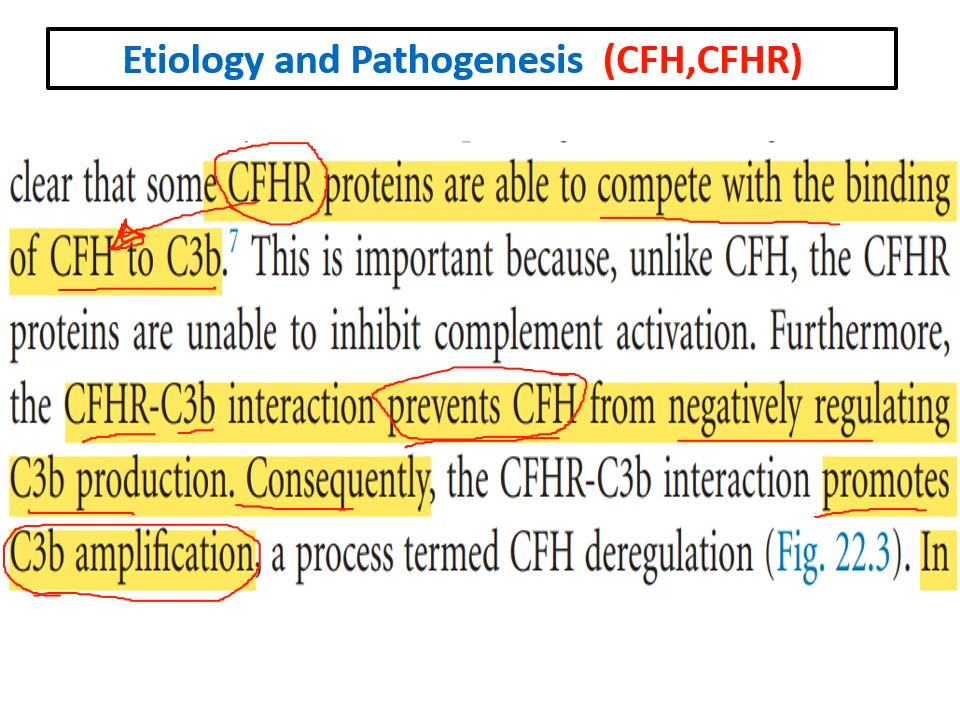 Etiology and Pathogenesis (CFH,CFHR)
clear that some CFHR proteins are able to compete with the binding
of CFH to C3b.7 This is important because, unlike CFH, the CFHR
proteins are unable to inhibit complement activation. Furthermore,
the CFHR-C3b interaction prevents CFH from negatively regulating
C3b production. Consequently, the CFHR-C3b interaction promotes
C3b amplification, a process termed CFH deregulation (Fig. 22.3). In